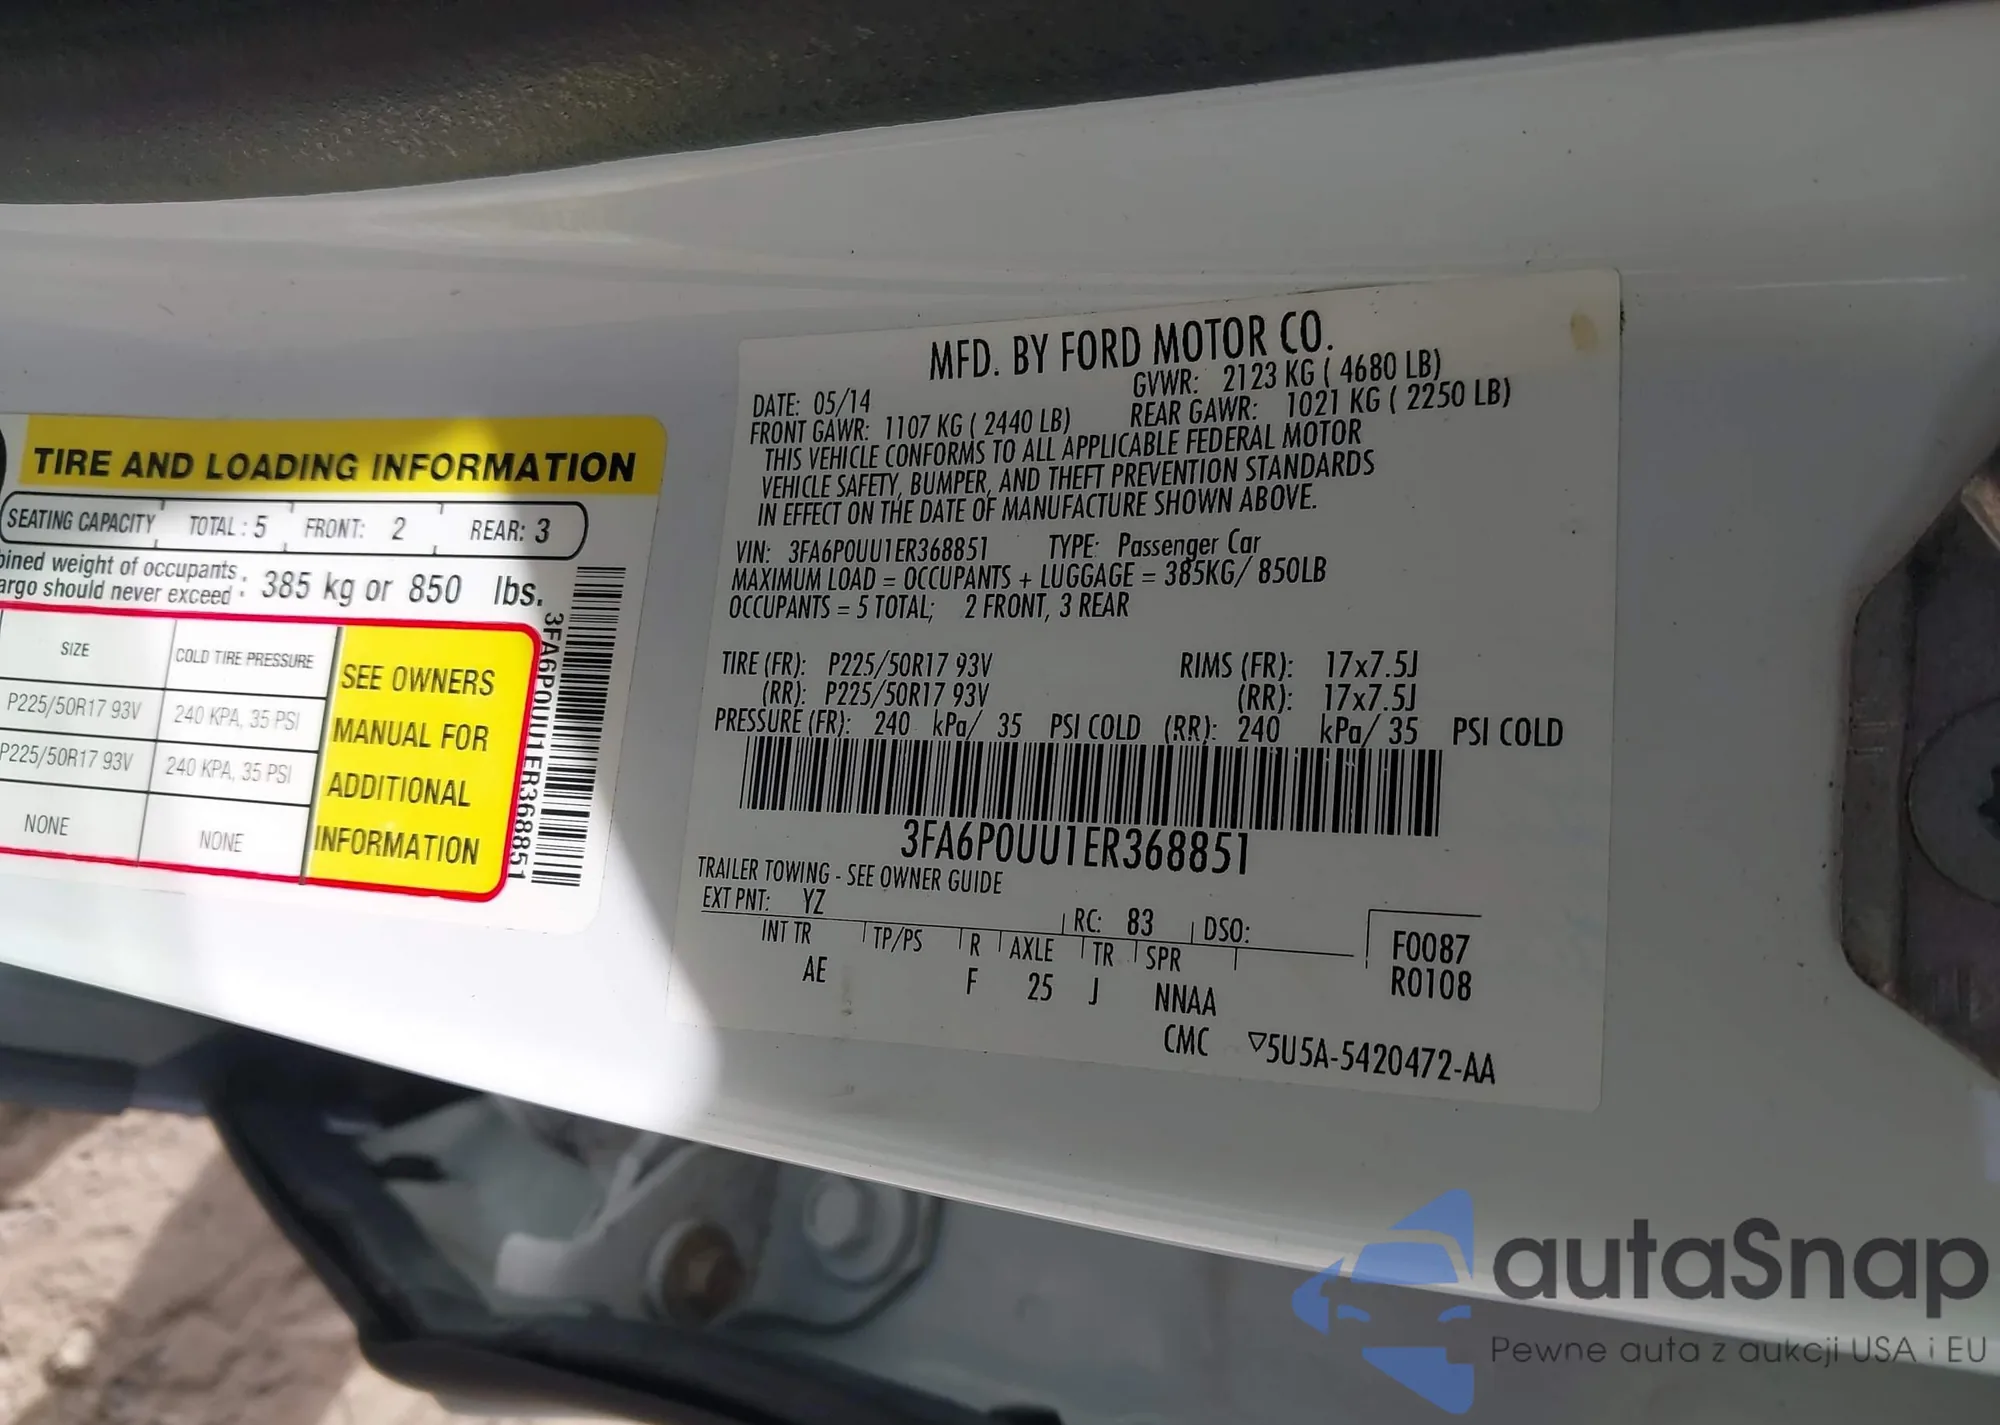 TIRE AND LOADING INFORMATION
SEATING CAPACITY TOTAL : 5 FRONT: 2 REAR: 3
weight of occupants
should never exceed : 385 kg or 850 lbs.
SIZE COLD TIRE PRESSURE
P225/50R17 93V 240 KPA, 35 PSI
P225/50R17 93V 240 KPA, 35 PSI
NONE NONE
SEE OWNERS
MANUAL FOR
ADDITIONAL
INFORMATION
3FA6P0UU1ER368851
MFD. BY FORD MOTOR CO.
DATE: 05/14 GVWR: 2123 KG ( 4680 LB)
FRONT GAWR: 1107 KG ( 2440 LB) REAR GAWR: 1021 KG ( 2250 LB)
THIS VEHICLE CONFORMS TO ALL APPLICABLE FEDERAL MOTOR
VEHICLE SAFETY, BUMPER, AND THEFT PREVENTION STANDARDS
IN EFFECT ON THE DATE OF MANUFACTURE SHOWN ABOVE.
VIN: 3FA6P0UU1ER368851 TYPE: Passenger Car
MAXIMUM LOAD = OCCUPANTS + LUGGAGE = 385KG/ 850LB
OCCUPANTS = 5 TOTAL; 2 FRONT, 3 REAR
TIRE (FR): P225/50R17 93V RIMS (FR): 17x7.5J
(RR): P225/50R17 93V (RR): 17x7.5J
PRESSURE (FR): 240 kPa/ 35 PSI COLD (RR): 240 kPa/ 35 PSI COLD
3FA6P0UU1ER368851
TRAILER TOWING - SEE OWNER GUIDE
EXT PNT: YZ RC: 83 DSO:
INT TR TP/PS R AXLE TR SPR
AE F 25 J NNAA
F0087
R0108
CMC ▽5U5A-5420472-AA
autaSnap
Pewne auta z aukcji USA i EU